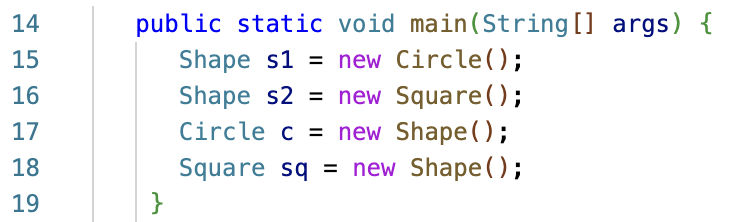 14 public static void main(String[] args) {
15 Shape s1 = new Circle();
16 Shape s2 = new Square();
17 Circle c = new Shape();
18 Square sq = new Shape();
19 }